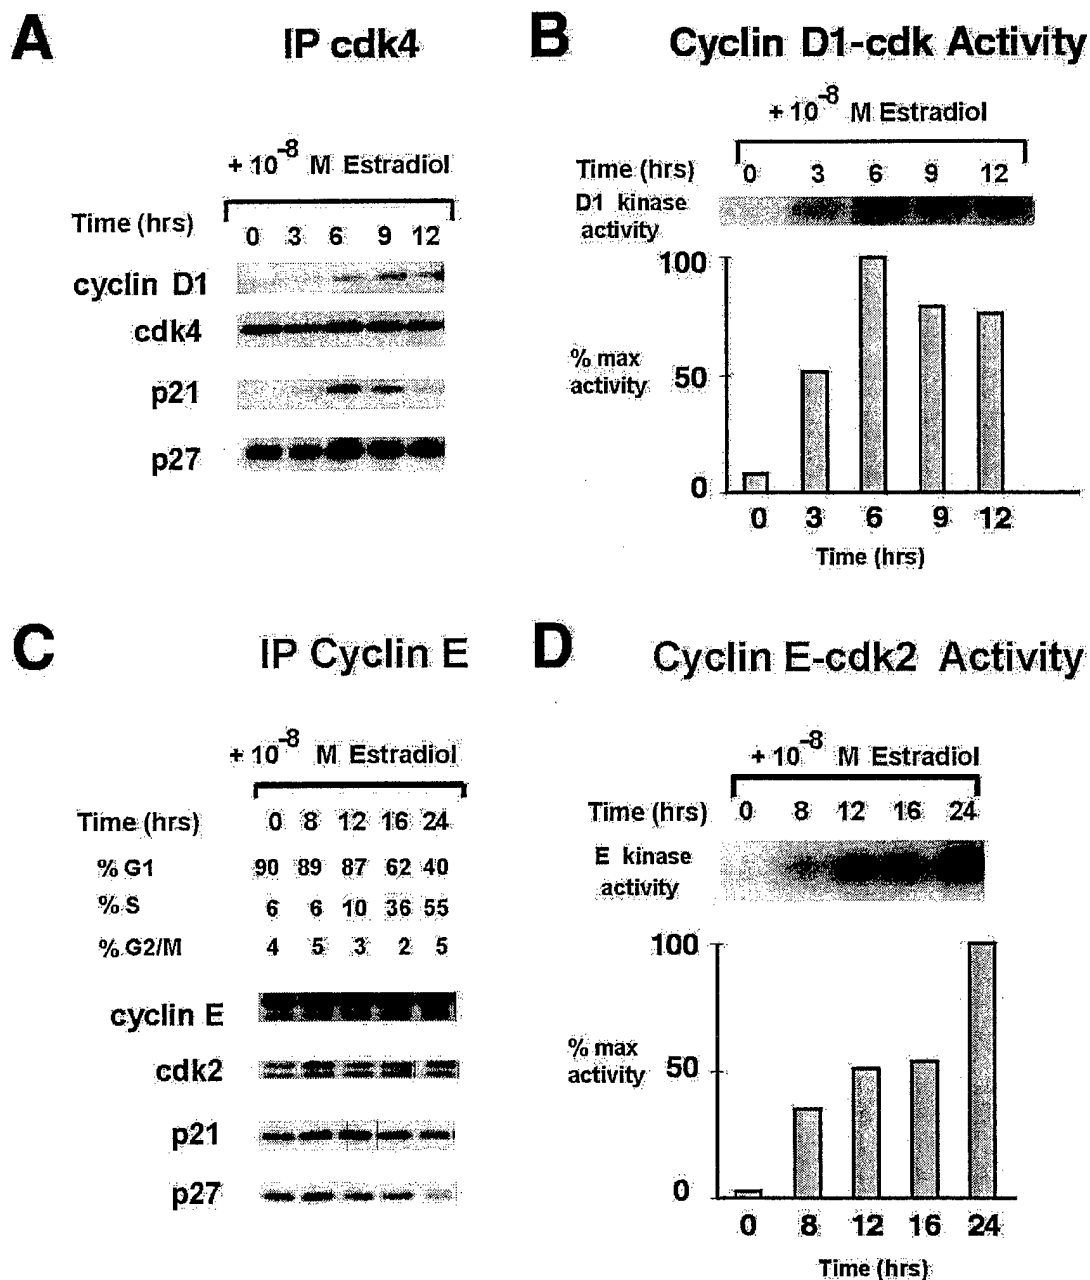 A
IP cdk4
+ 10-8 M Estradiol
Time (hrs)
0 3 6 9 12
cyclin D1
cdk4
p21
p27
B
Cyclin D1-cdk Activity
+ 10-8 M Estradiol
Time (hrs) 0 3 6 9 12
D1 kinase
activity
100
% max
activity
50
0
0 3 6 9 12
Time (hrs)
C
IP Cyclin E
+ 10-8 M Estradiol
Time (hrs) 0 8 12 16 24
% G1 90 89 87 62 40
% S 6 6 10 36 55
% G2/M 4 5 3 2 5
cyclin E
cdk2
p21
p27
D
Cyclin E-cdk2 Activity
+ 10-8 M Estradiol
Time (hrs) 0 8 12 16 24
E kinase
activity
100
% max
activity
50
0
0 8 12 16 24
Time (hrs)